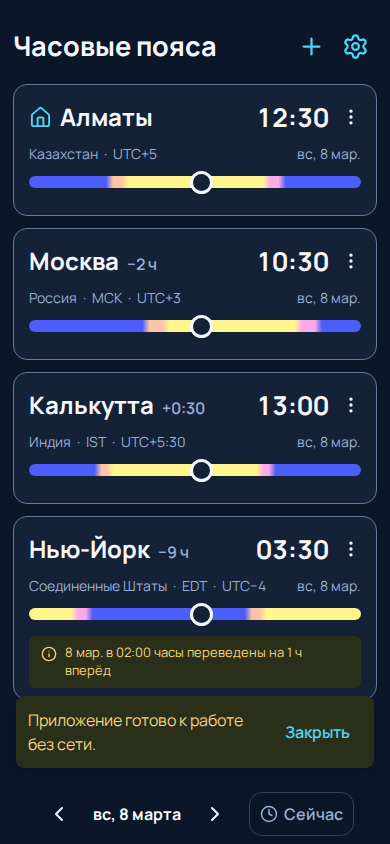 Часовые пояса
Алматы 12:30
Казахстан · UTC+5 вс, 8 мар.
Москва −2 ч 10:30
Россия · МСК · UTC+3 вс, 8 мар.
Калькутта +0:30 13:00
Индия · IST · UTC+5:30 вс, 8 мар.
Нью-Йорк −9 ч 03:30
Соединенные Штаты · EDT · UTC−4 вс, 8 мар.
8 мар. в 02:00 часы переведены на 1 ч
вперёд
Приложение готово к работе
без сети.
Закрыть
вс, 8 марта
Сейчас